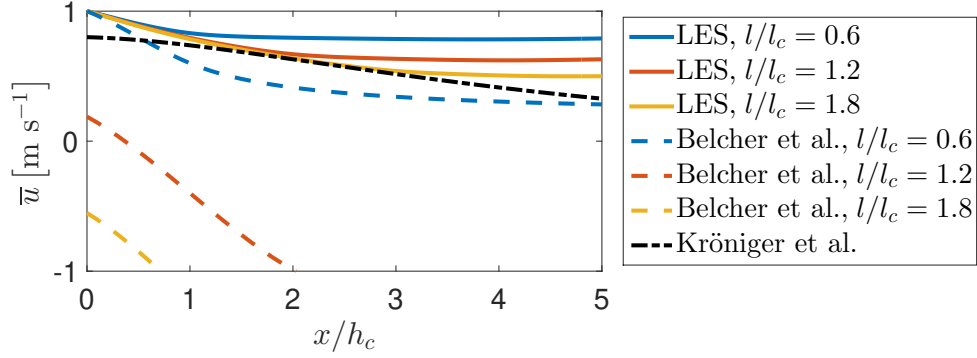 1
0
-1
u̅ [m s⁻¹]
0 1 2 3 4 5
x/h_c
LES, l/l_c = 0.6
LES, l/l_c = 1.2
LES, l/l_c = 1.8
Belcher et al., l/l_c = 0.6
Belcher et al., l/l_c = 1.2
Belcher et al., l/l_c = 1.8
Kröniger et al.